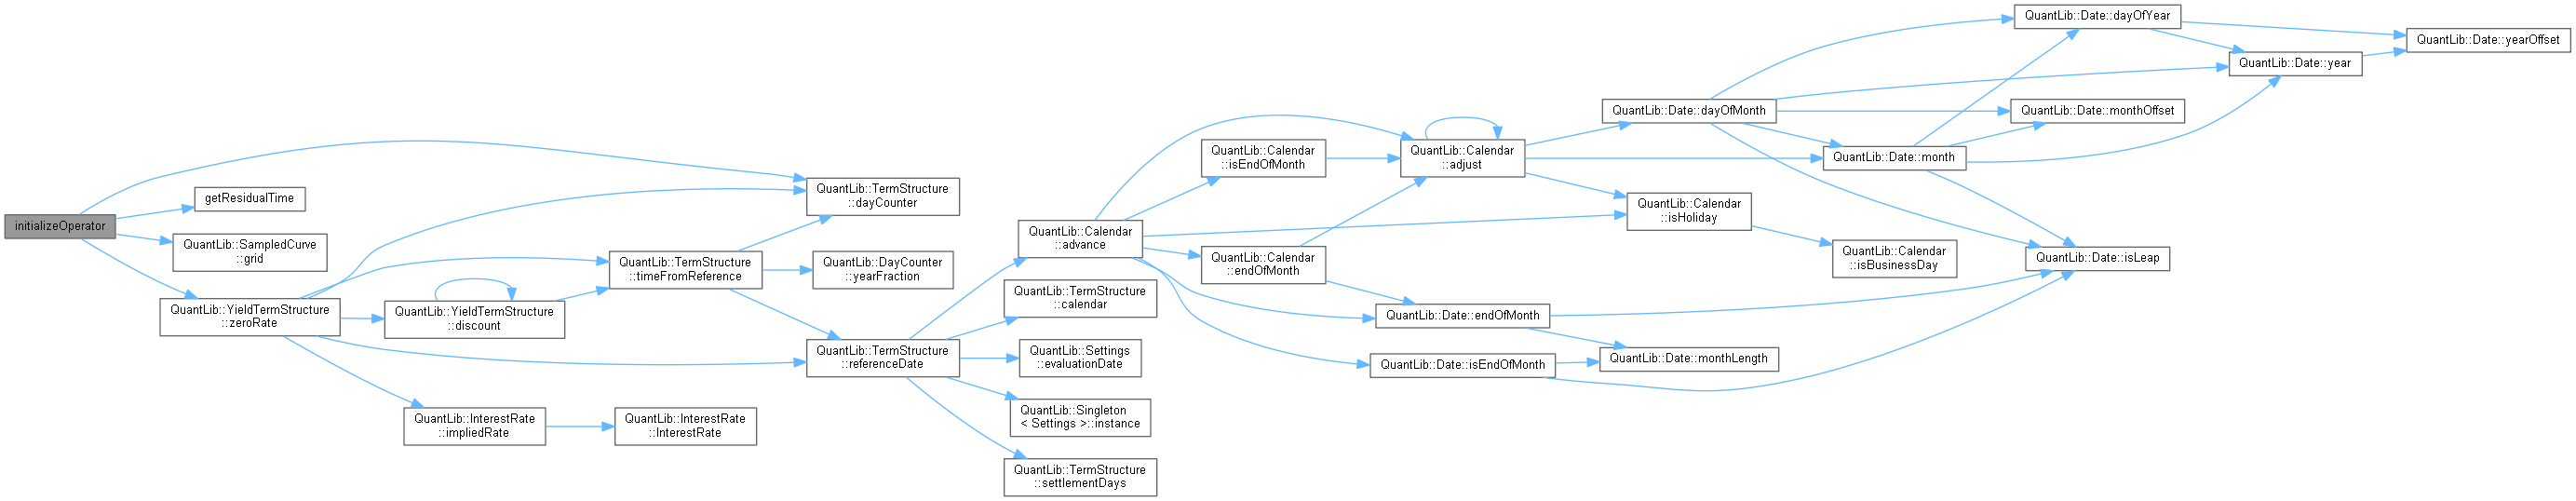 initializeOperator
getResidualTime
QuantLib::SampledCurve
::grid
QuantLib::YieldTermStructure
::zeroRate
QuantLib::YieldTermStructure
::discount
QuantLib::InterestRate
::impliedRate
QuantLib::InterestRate
::InterestRate
QuantLib::TermStructure
::timeFromReference
QuantLib::TermStructure
::dayCounter
QuantLib::DayCounter
::yearFraction
QuantLib::TermStructure
::referenceDate
QuantLib::Calendar
::advance
QuantLib::TermStructure
::calendar
QuantLib::Settings
::evaluationDate
QuantLib::Singleton
< Settings >::instance
QuantLib::TermStructure
::settlementDays
QuantLib::Calendar
::isEndOfMonth
QuantLib::Calendar
::endOfMonth
QuantLib::Calendar
::adjust
QuantLib::Date::endOfMonth
QuantLib::Date::isEndOfMonth
QuantLib::Date::dayOfMonth
QuantLib::Calendar
::isHoliday
QuantLib::Date::monthLength
QuantLib::Date::month
QuantLib::Calendar
::isBusinessDay
QuantLib::Date::dayOfYear
QuantLib::Date::monthOffset
QuantLib::Date::isLeap
QuantLib::Date::year
QuantLib::Date::yearOffset